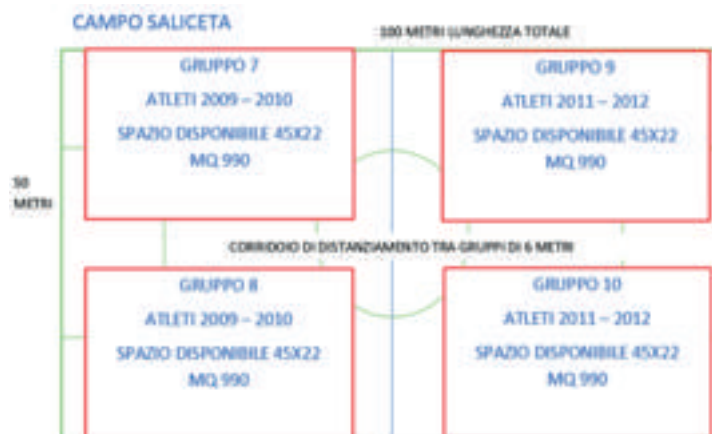 CAMPO SALICETA
100 METRI LUNGHEZZA TOTALE
GRUPPO 7
ATLETI 2009 – 2010
SPAZIO DISPONIBILE 45X22
MQ 990
GRUPPO 9
ATLETI 2011 – 2012
SPAZIO DISPONIBILE 45X22
MQ 990
50
METRI
CORRIDOIO DI DISTANZIAMENTO TRA GRUPPI DI 6 METRI
GRUPPO 8
ATLETI 2009 – 2010
SPAZIO DISPONIBILE 45X22
MQ 990
GRUPPO 10
ATLETI 2011 – 2012
SPAZIO DISPONIBILE 45X22
MQ 990